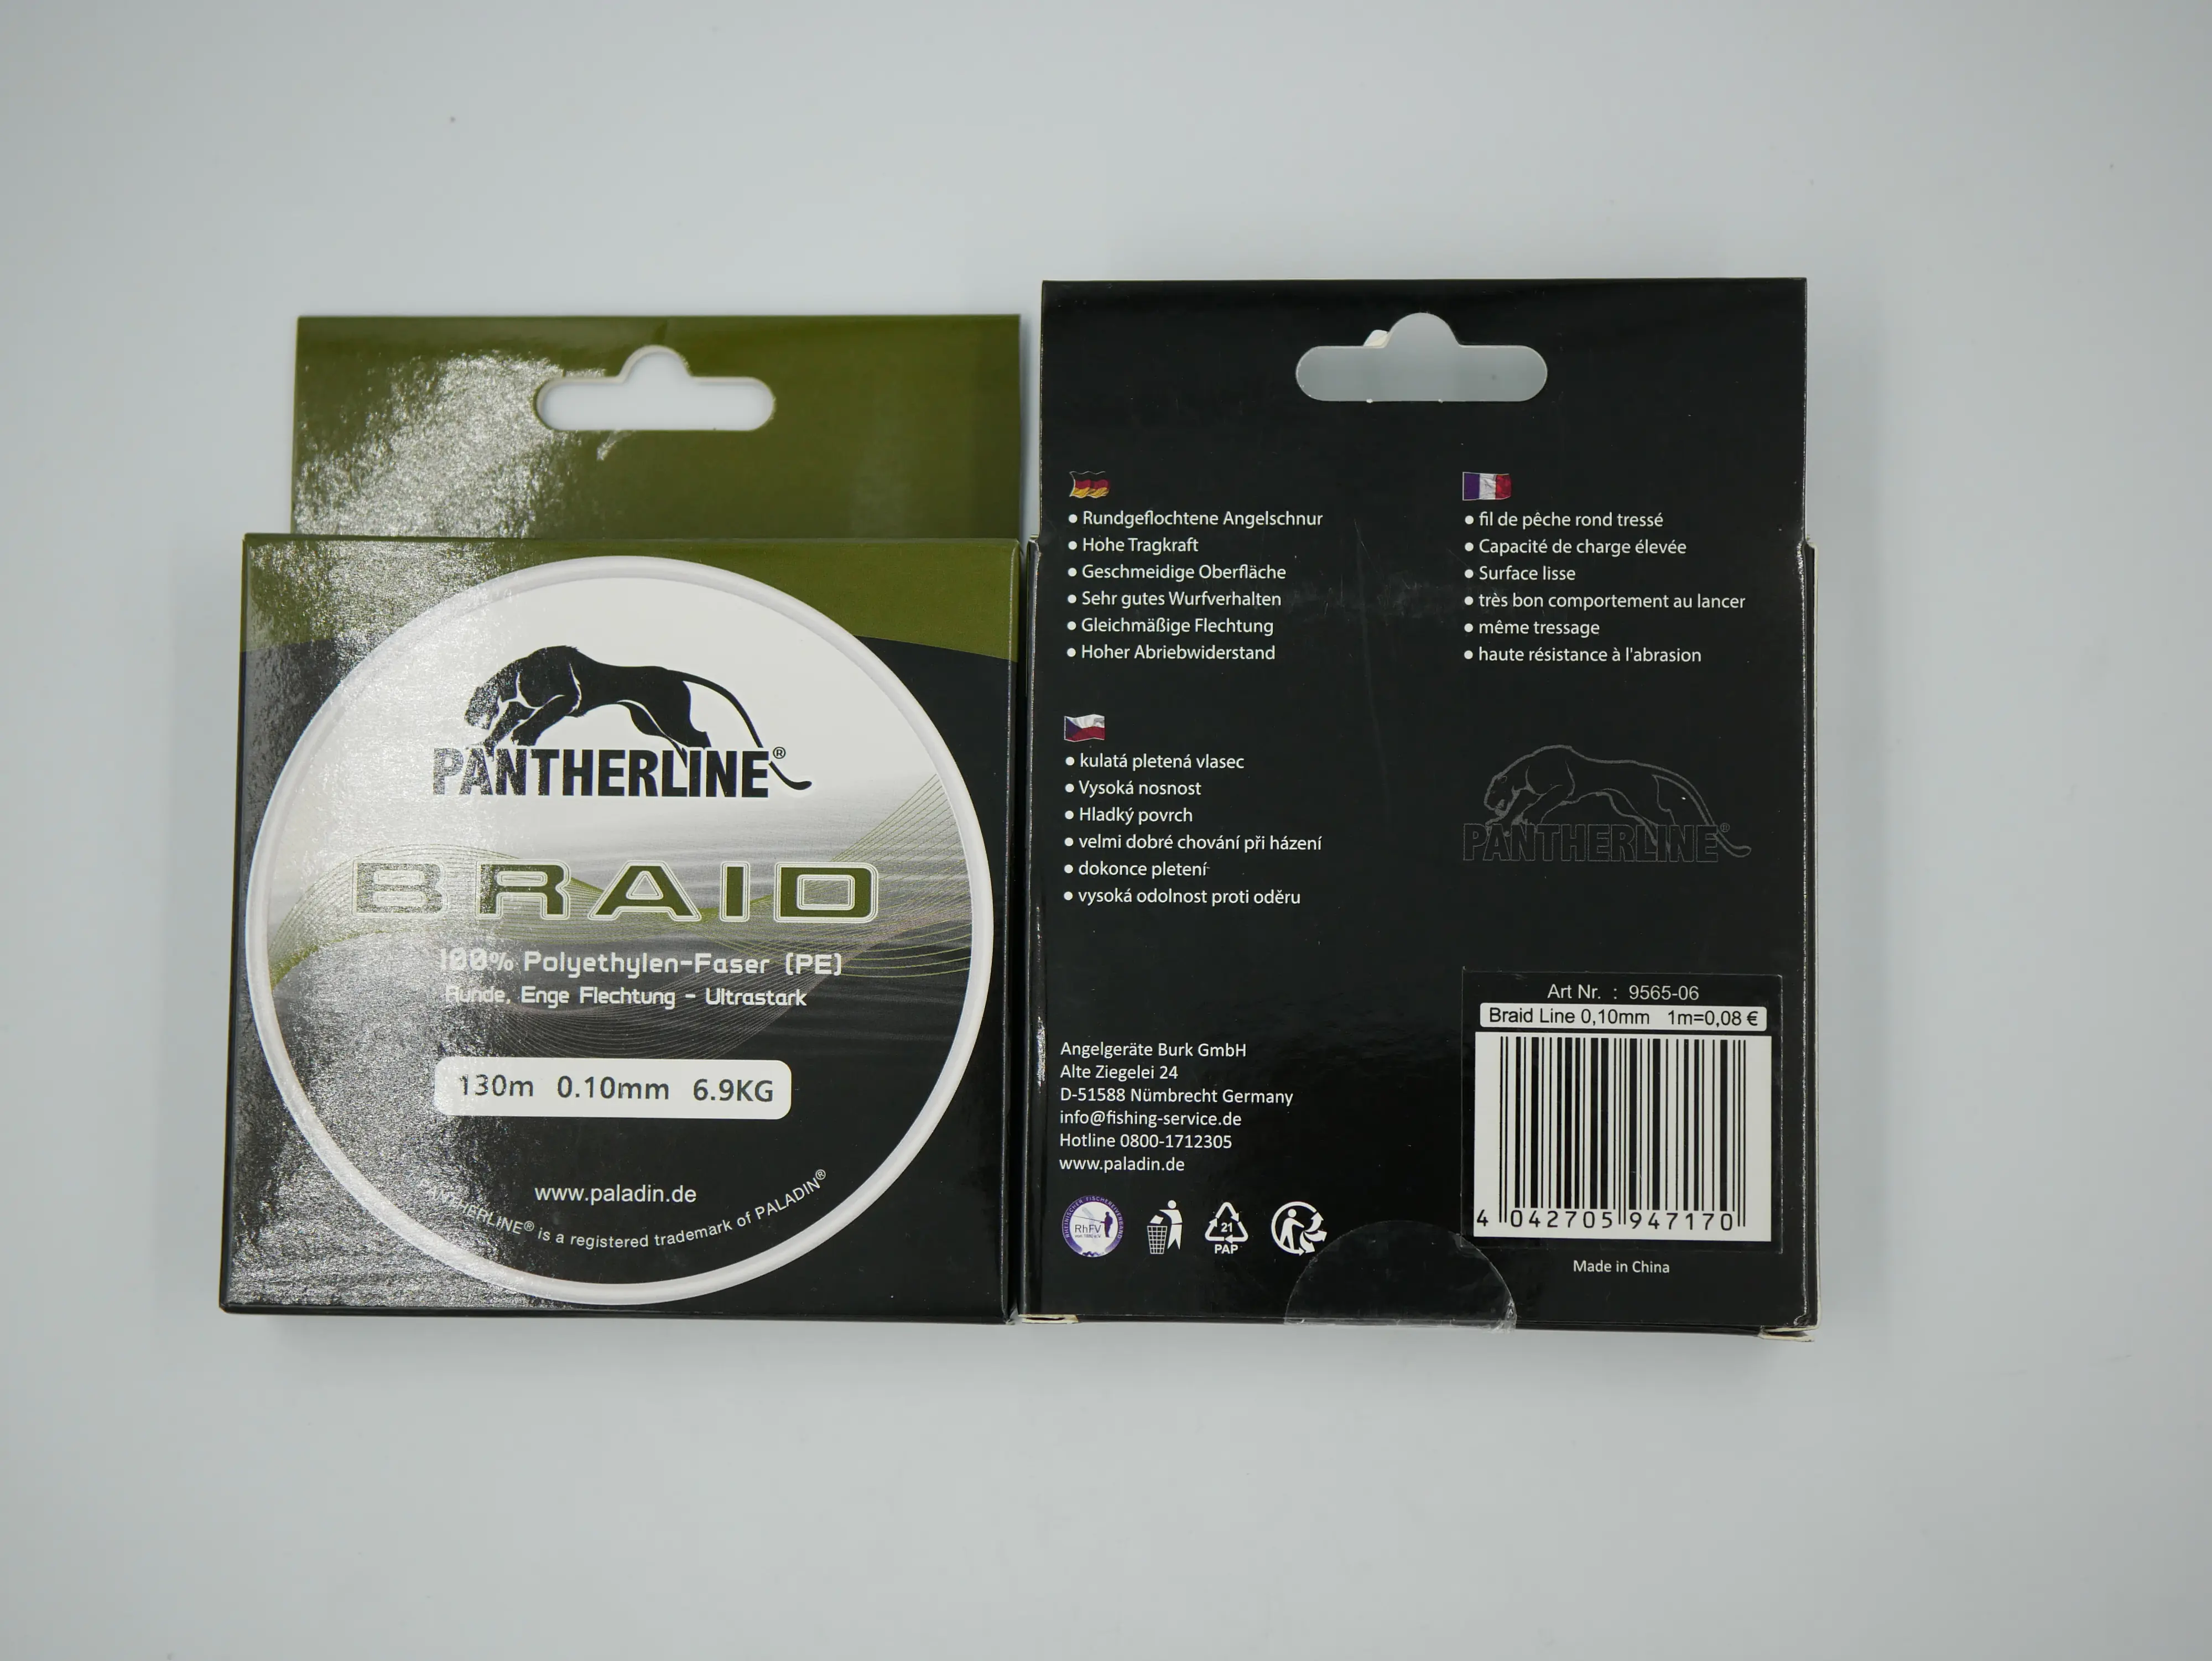 PANTHERLINE®
BRAID
100% Polyethylen-Faser (PE)
Runde, Enge Flechtung - Ultrastark
130m 0.10mm 6.9KG
www.paladin.de
PANTHERLINE® is a registered trademark of PALADIN®
• Rundgeflochtene Angelschnur
• Hohe Tragkraft
• Geschmeidige Oberfläche
• Sehr gutes Wurfverhalten
• Gleichmäßige Flechtung
• Hoher Abriebwiderstand
• fil de pêche rond tressé
• Capacité de charge élevée
• Surface lisse
• très bon comportement au lancer
• même tressage
• haute résistance à l'abrasion
• kulatá pletená vlasec
• Vysoká nosnost
• Hladký povrch
• velmi dobré chování při házení
• dokonce pletení
• vysoká odolnost proti oděru
PANTHERLINE®
Angelgeräte Burk GmbH
Alte Ziegelei 24
D-51588 Nümbrecht Germany
info@fishing-service.de
Hotline 0800-1712305
www.paladin.de
RhFV
21
PAP
Art Nr. : 9565-06
Braid Line 0,10mm 1m=0,08 €
4 042705 947170
Made in China